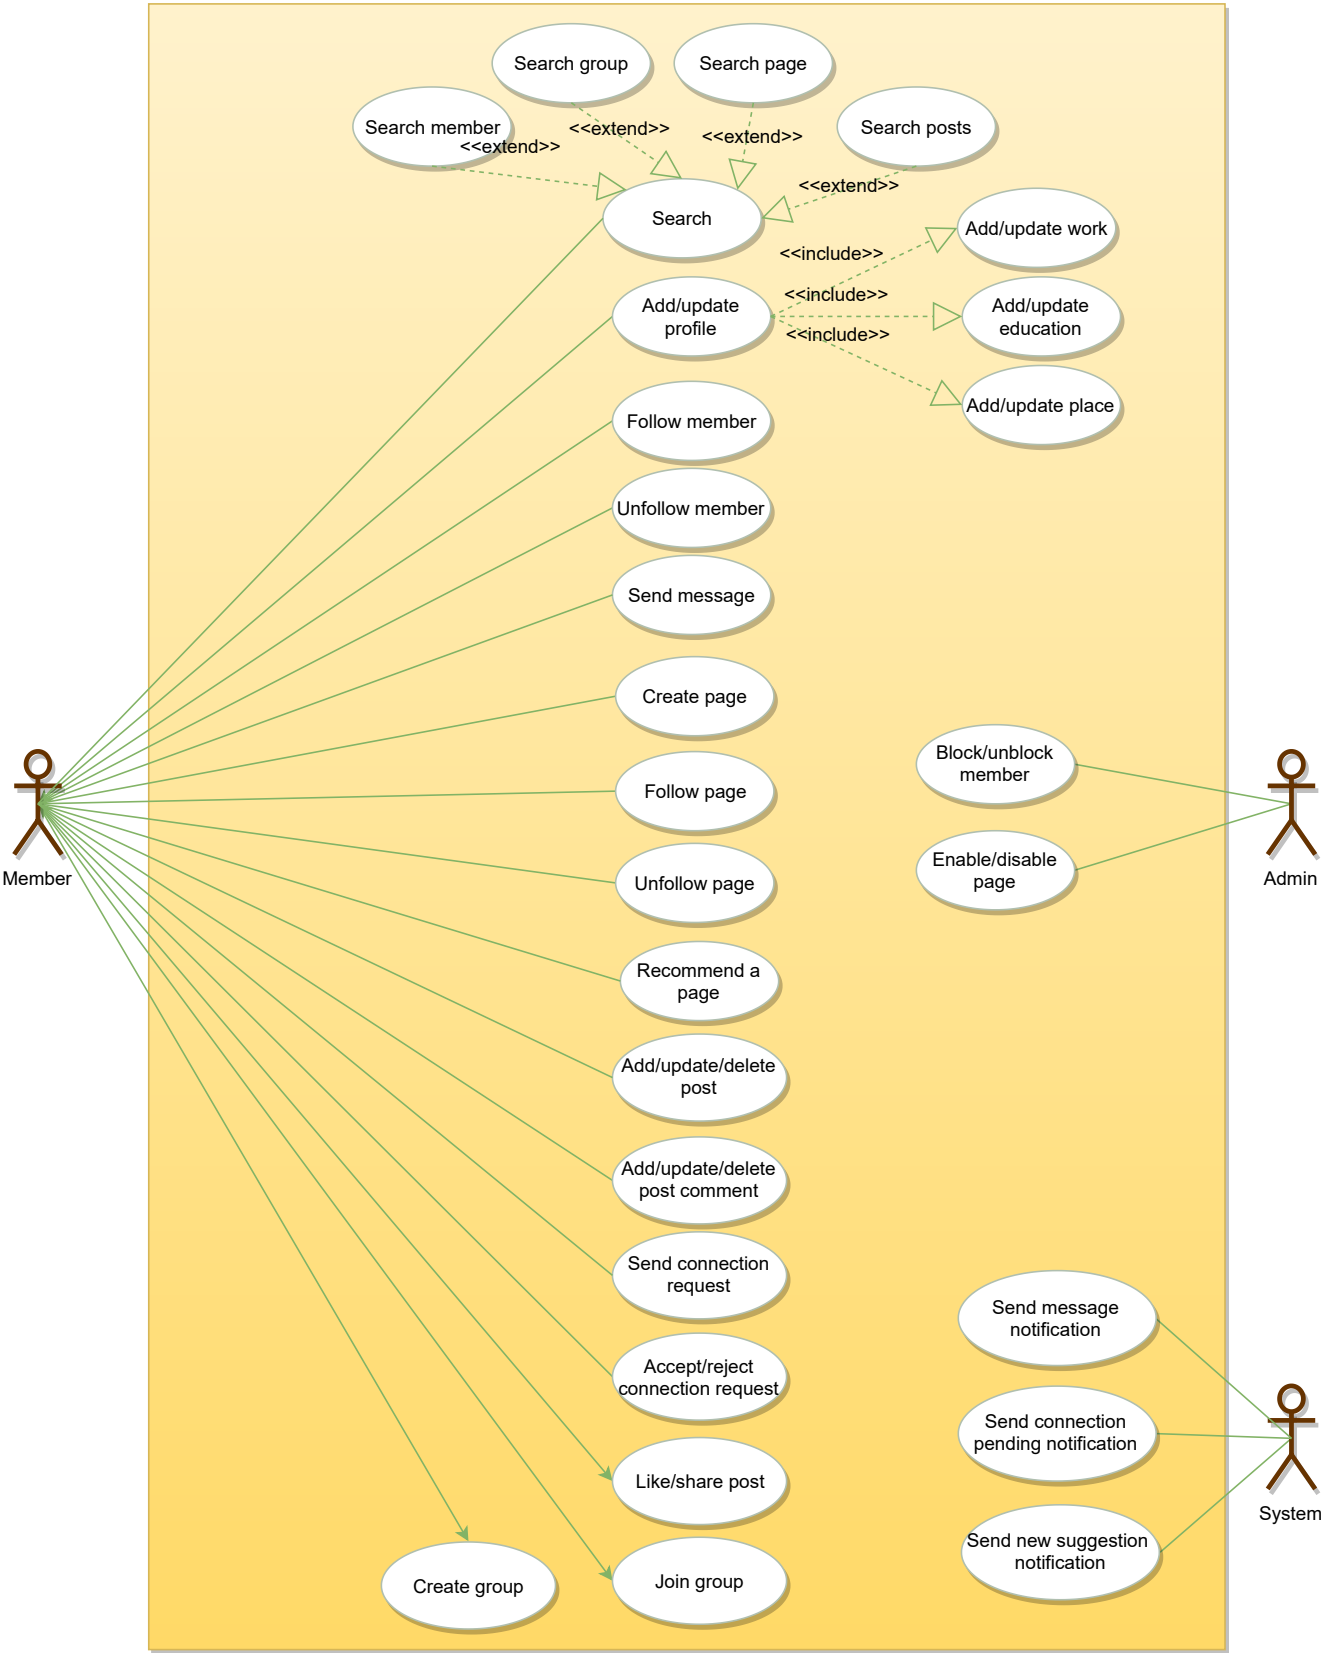 Search group
Search page
Search member
Search posts
<<extend>>
<<extend>>
<<extend>>
<<extend>>
Search
Add/update work
<<include>>
<<include>>
<<include>>
Add/update
profile
Add/update
education
Add/update place
Follow member
Unfollow member
Send message
Create page
Follow page
Unfollow page
Recommend a
page
Add/update/delete
post
Add/update/delete
post comment
Send connection
request
Accept/reject
connection request
Like/share post
Join group
Create group
Member
Block/unblock
member
Enable/disable
page
Admin
Send message
notification
Send connection
pending notification
Send new suggestion
notification
System